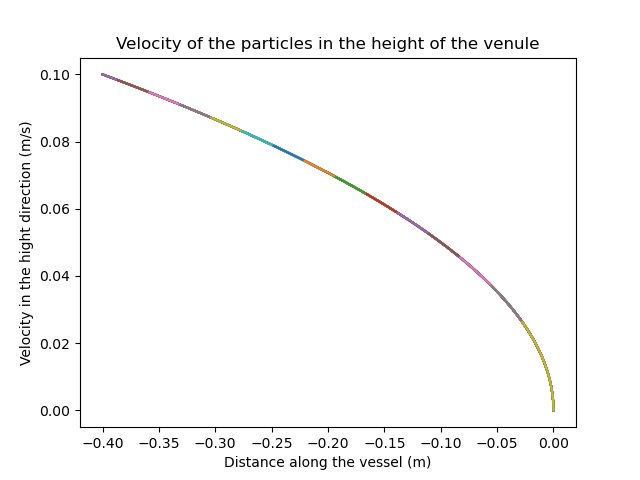 Velocity of the particles in the height of the venule
Velocity in the hight direction (m/s)
0.10
0.08
0.06
0.04
0.02
0.00
−0.40 −0.35 −0.30 −0.25 −0.20 −0.15 −0.10 −0.05 0.00
Distance along the vessel (m)